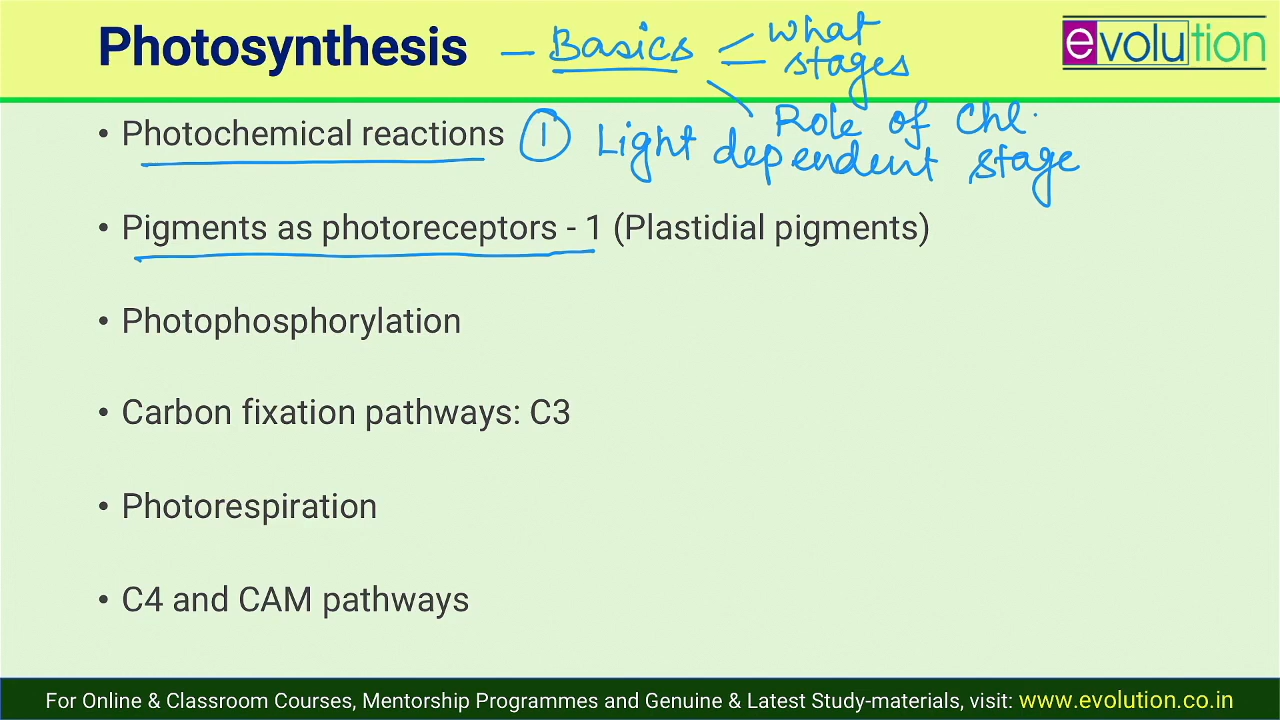 Photosynthesis – Basics what
stages
evolution
Role of Chl.
• Photochemical reactions ① Light dependent stage
• Pigments as photoreceptors - 1 (Plastidial pigments)
• Photophosphorylation
• Carbon fixation pathways: C3
• Photorespiration
• C4 and CAM pathways
For Online & Classroom Courses, Mentorship Programmes and Genuine & Latest Study-materials, visit: www.evolution.co.in